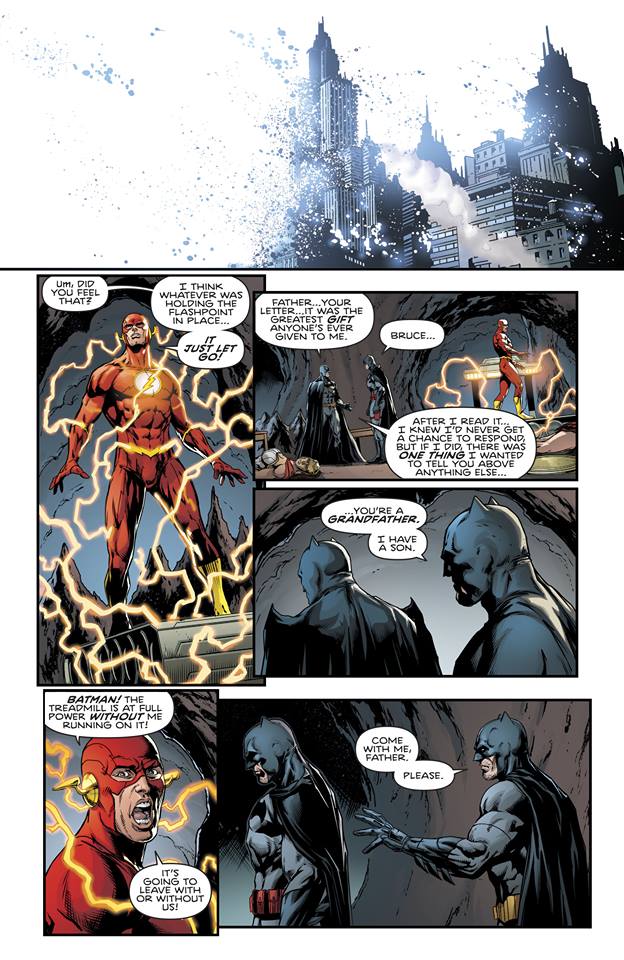 UM, DID
YOU FEEL
THAT?
I THINK
WHATEVER WAS
HOLDING THE
FLASHPOINT
IN PLACE...
IT
JUST LET
GO!
FATHER...YOUR
LETTER...IT WAS THE
GREATEST GIFT
ANYONE'S EVER
GIVEN TO ME.
BRUCE...
AFTER I READ IT...
I KNEW I'D NEVER GET
A CHANCE TO RESPOND,
BUT IF I DID, THERE WAS
ONE THING I WANTED
TO TELL YOU ABOVE
ANYTHING ELSE...
...YOU'RE A
GRANDFATHER.
I HAVE
A SON.
BATMAN! THE
TREADMILL IS AT FULL
POWER WITHOUT ME
RUNNING ON IT!
IT'S
GOING TO
LEAVE WITH
OR WITHOUT
US!
COME
WITH ME,
FATHER.
PLEASE.